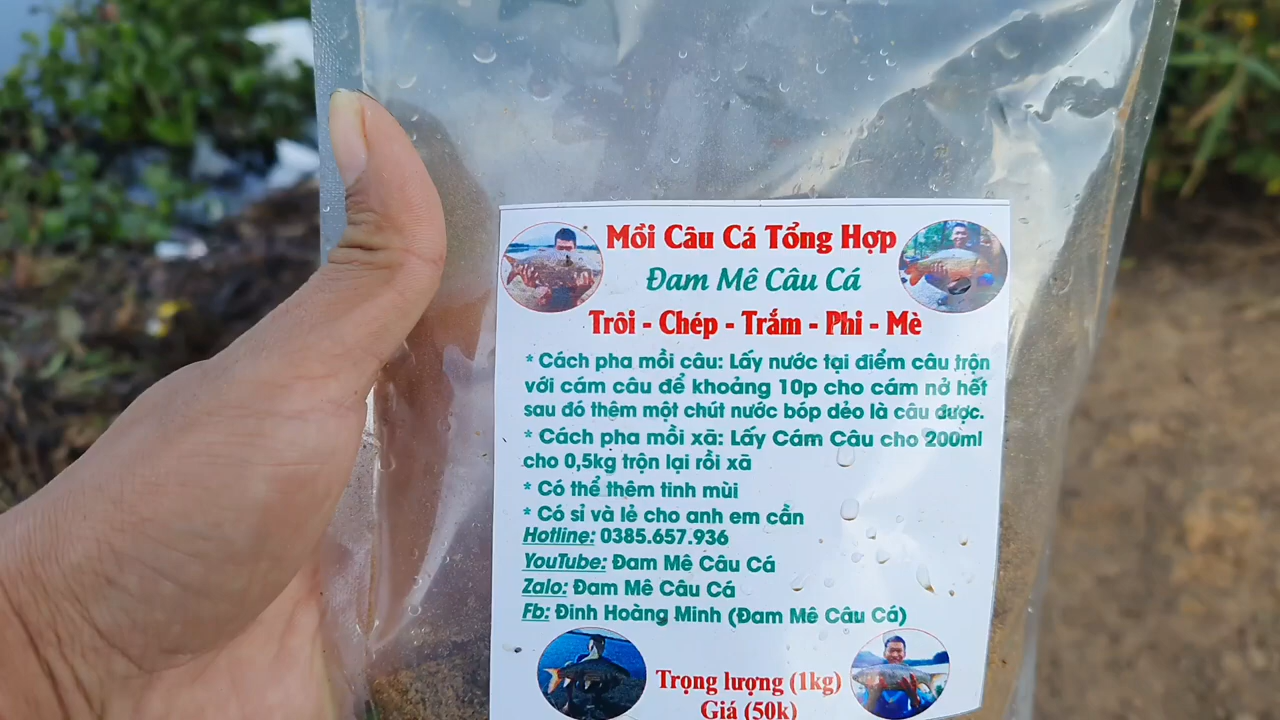 Mồi Câu Cá Tổng Hợp
Đam Mê Câu Cá
Trôi - Chép - Trắm - Phi - Mè
* Cách pha mồi câu: Lấy nước tại điểm câu trộn
với cám câu để khoảng 10p cho cám nở hết
sau đó thêm một chút nước bóp dẻo là câu được.
* Cách pha mồi xã: Lấy Cám Câu cho 200ml
cho 0,5kg trộn lại rồi xã
* Có thể thêm tinh mùi
* Có sỉ và lẻ cho anh em cần
Hotline: 0385.657.936
YouTube: Đam Mê Câu Cá
Zalo: Đam Mê Câu Cá
Fb: Đinh Hoàng Minh (Đam Mê Câu Cá)
Trọng lượng (1kg)
Giá (50k)